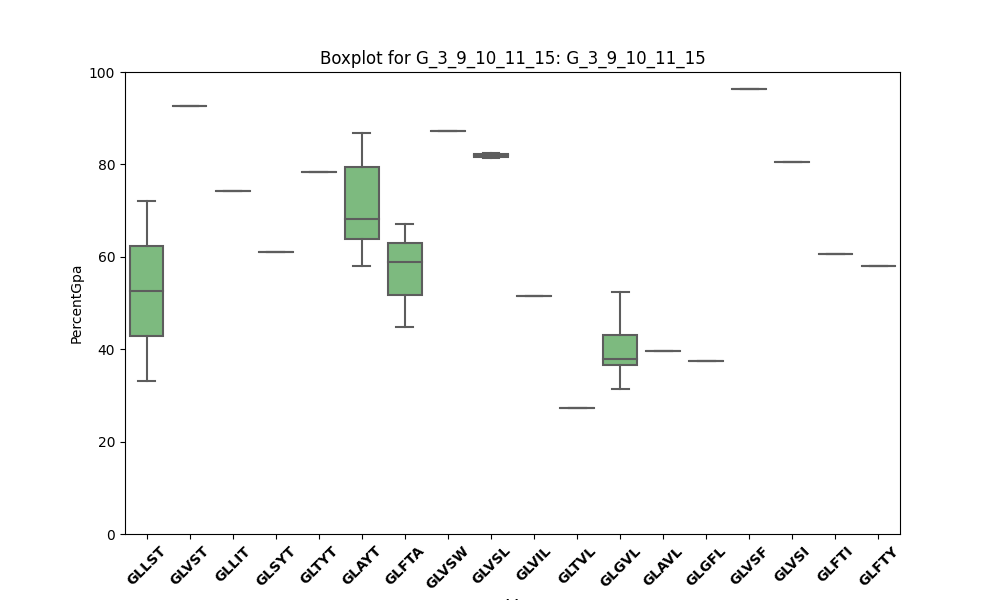 Boxplot for G_3_9_10_11_15: G_3_9_10_11_15
PercentGpa
100
80
60
40
20
0
GLLST
GLVST
GLLIT
GLSYT
GLTYT
GLAYT
GLFTA
GLVSW
GLVSL
GLVIL
GLTVL
GLGVL
GLAVL
GLGFL
GLVSF
GLVSI
GLFTI
GLFTY